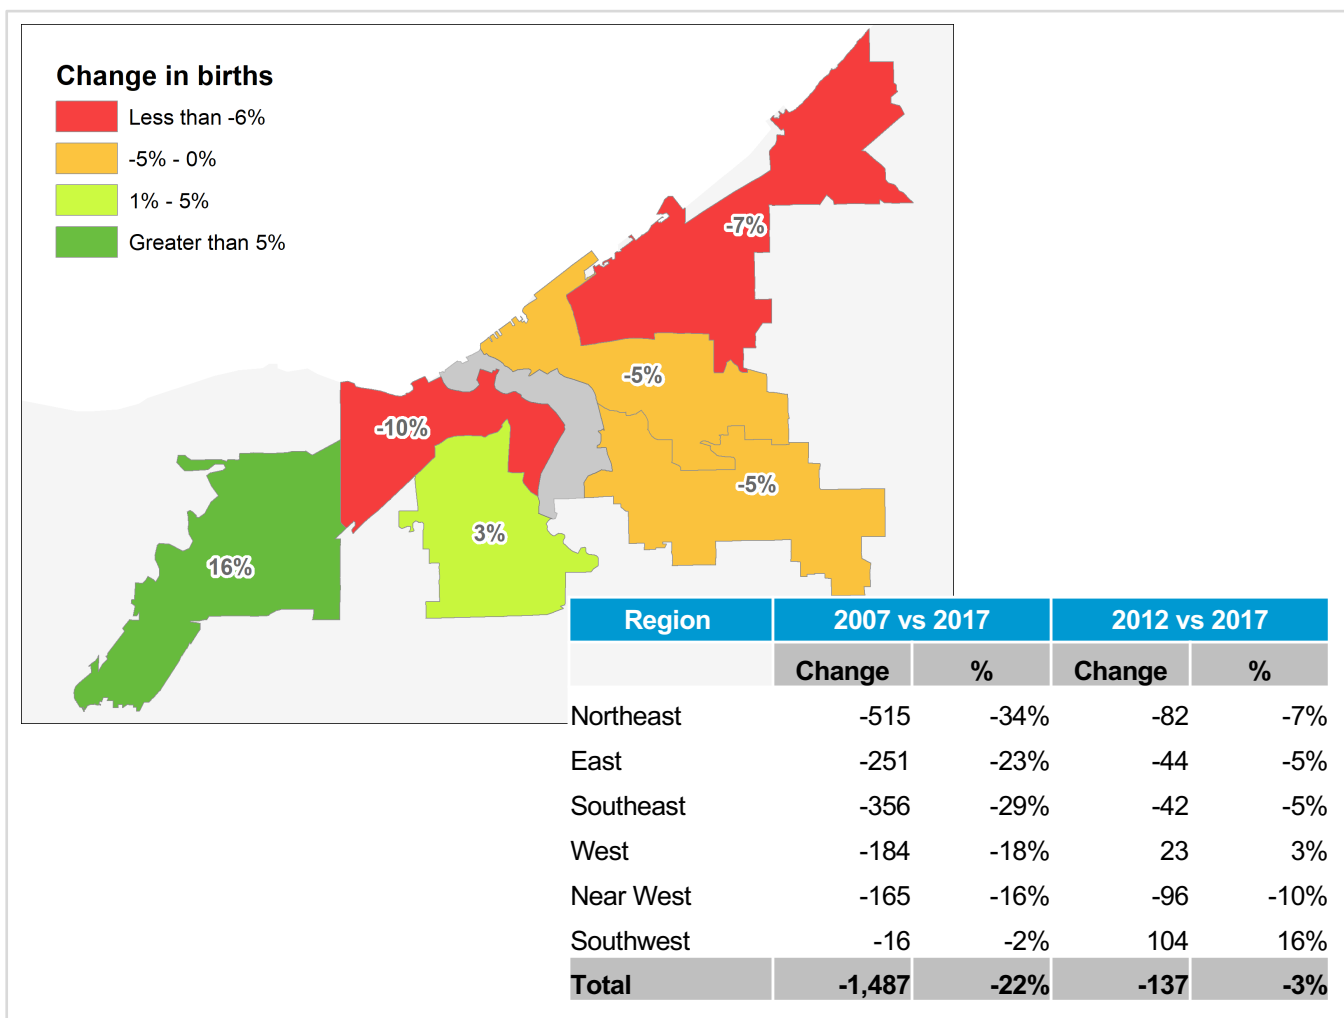 Change in births
Less than -6%
-5% - 0%
1% - 5%
Greater than 5%
-7%
-5%
-10%
-5%
3%
16%
Region 2007 vs 2017 2012 vs 2017
Change % Change %
Northeast -515 -34% -82 -7%
East -251 -23% -44 -5%
Southeast -356 -29% -42 -5%
West -184 -18% 23 3%
Near West -165 -16% -96 -10%
Southwest -16 -2% 104 16%
Total -1,487 -22% -137 -3%